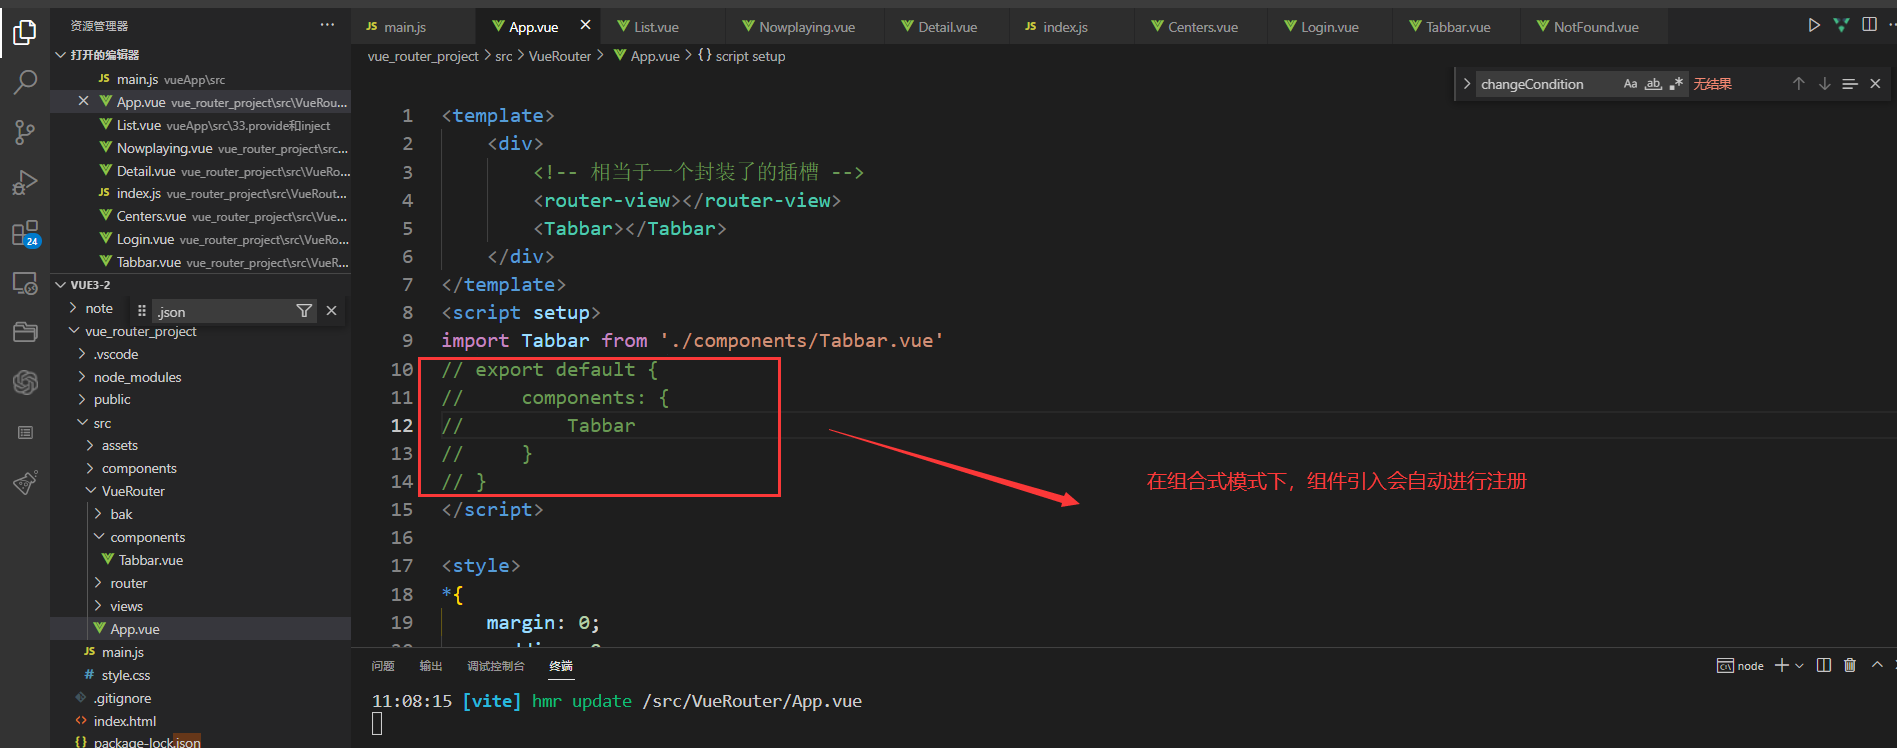 资源管理器 ···
JS main.js App.vue List.vue Nowplaying.vue Detail.vue JS index.js Centers.vue Login.vue Tabbar.vue NotFound.vue
打开的编辑器
JS main.js vueApp\src
App.vue vue_router_project\src\VueRou...
List.vue vueApp\src\33.provide和inject
Nowplaying.vue vue_router_project\src...
Detail.vue vue_router_project\src\VueRo...
JS index.js vue_router_project\src\VueRout...
Centers.vue vue_router_project\src\Vue...
Login.vue vue_router_project\src\VueRo...
Tabbar.vue vue_router_project\src\VueR...
24
VUE3-2
note
.json
vue_router_project
.vscode
node_modules
public
src
assets
components
VueRouter
bak
components
Tabbar.vue
router
views
App.vue
JS main.js
# style.css
.gitignore
<> index.html
{} package-lock.json
vue_router_project > src > VueRouter > App.vue > {} script setup
changeCondition Aa ab .* 无结果
1 <template>
2 <div>
3 <!-- 相当于一个封装了的插槽 -->
4 <router-view></router-view>
5 <Tabbar></Tabbar>
6 </div>
7 </template>
8 <script setup>
9 import Tabbar from './components/Tabbar.vue'
10 // export default {
11 // components: {
12 // Tabbar
13 // }
14 // }
15 </script>
16
17 <style>
18 *{
19 margin: 0;
在组合式模式下，组件引入会自动进行注册
问题 输出 调试控制台 终端 node
11:08:15 [vite] hmr update /src/VueRouter/App.vue